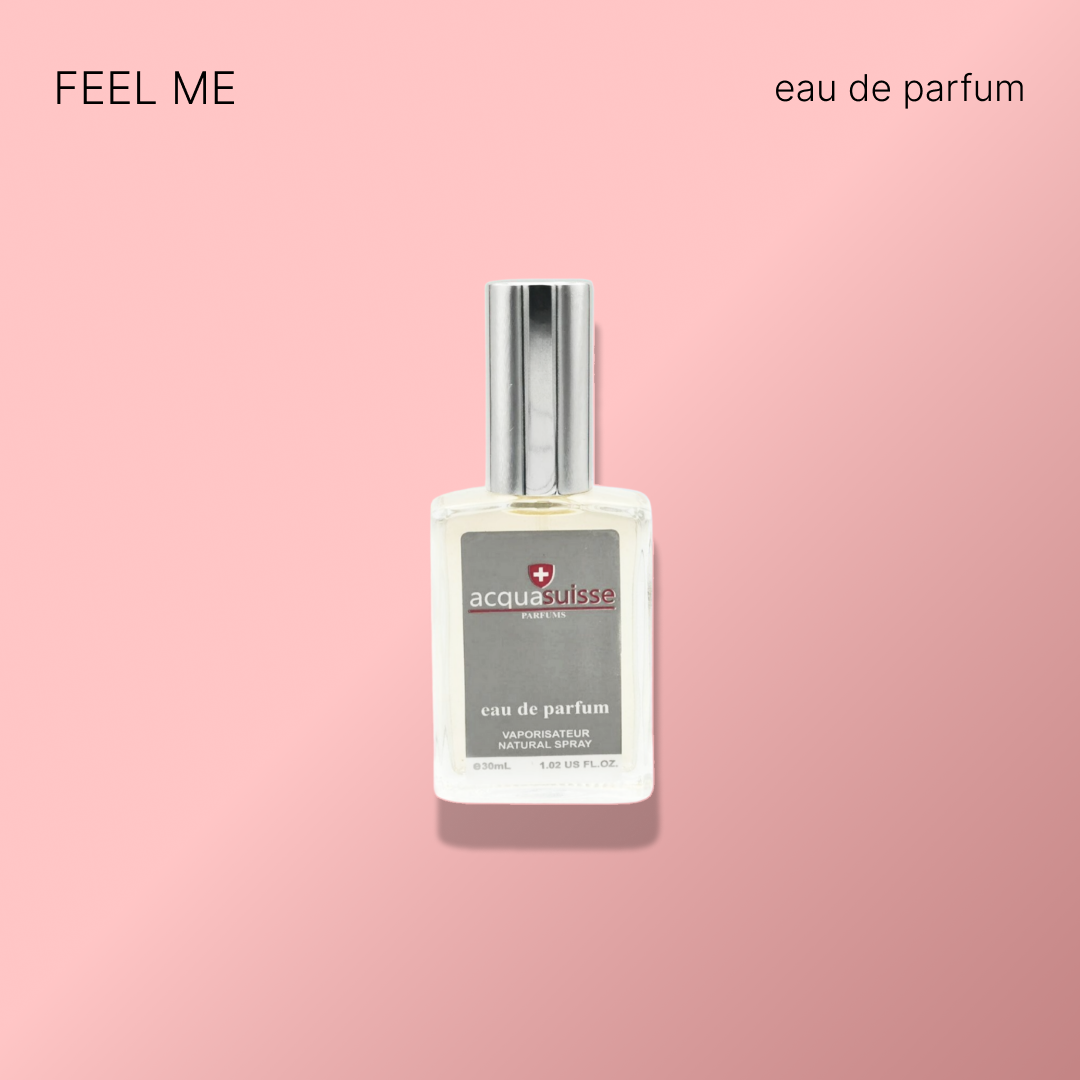 FEEL ME
eau de parfum
acquasuisse
PARFUMS
eau de parfum
VAPORISATEUR
NATURAL SPRAY
℮30mL 1.02 US FL.OZ.